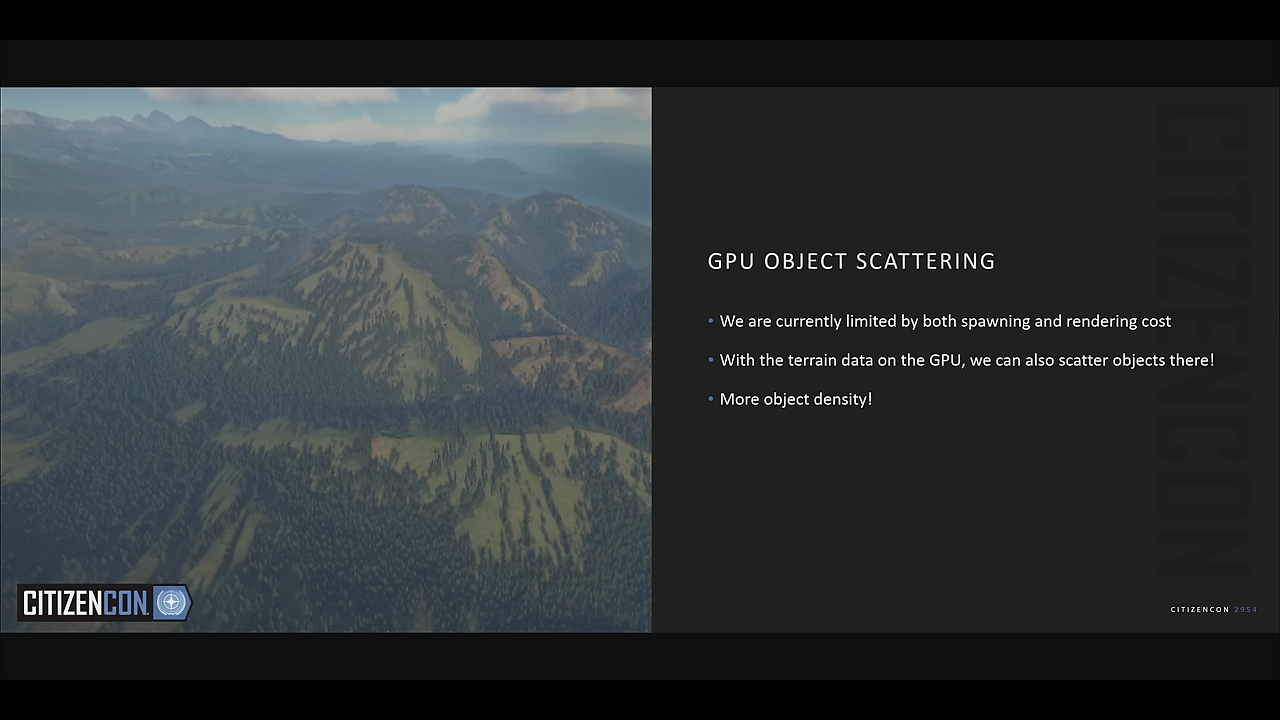 GPU OBJECT SCATTERING
• We are currently limited by both spawning and rendering cost
• With the terrain data on the GPU, we can also scatter objects there!
• More object density!
CITIZENCON
CITIZENCON.
CITIZENCON 2954